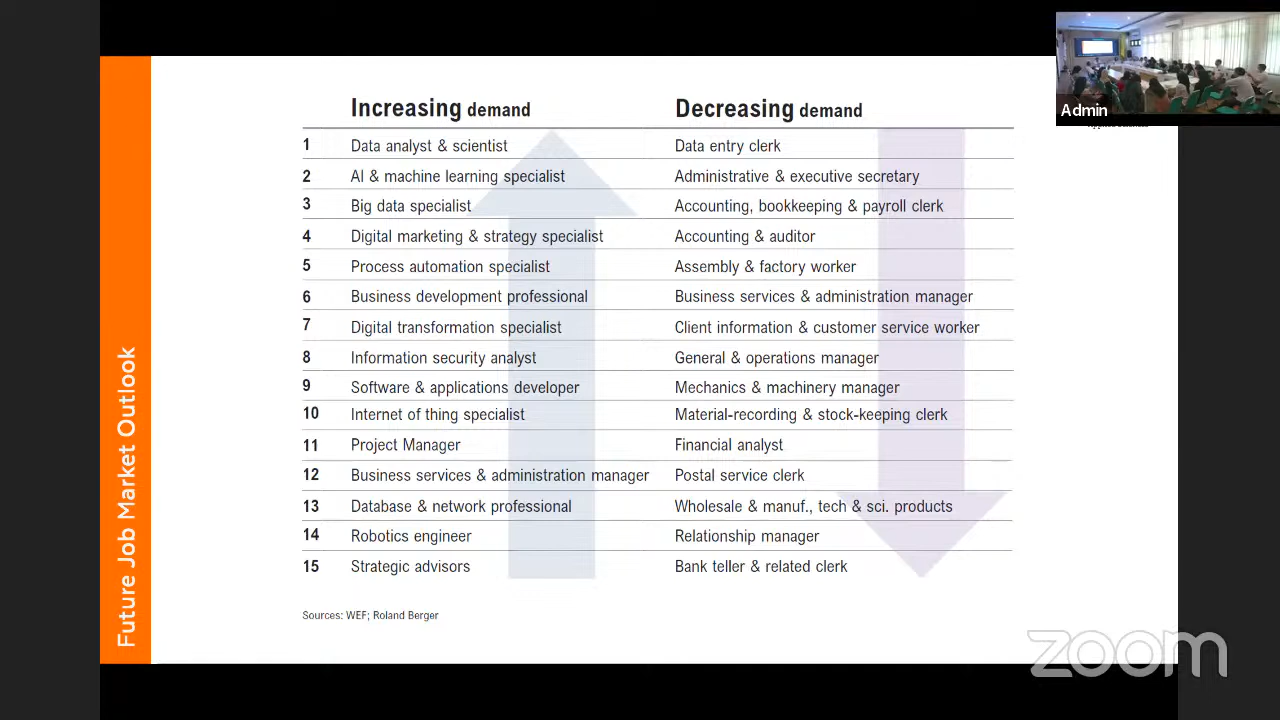 Admin
Increasing demand Decreasing demand
1 Data analyst & scientist Data entry clerk
2 AI & machine learning specialist Administrative & executive secretary
3 Big data specialist Accounting, bookkeeping & payroll clerk
4 Digital marketing & strategy specialist Accounting & auditor
5 Process automation specialist Assembly & factory worker
6 Business development professional Business services & administration manager
7 Digital transformation specialist Client information & customer service worker
8 Information security analyst General & operations manager
9 Software & applications developer Mechanics & machinry manager
10 Internet of thing specialist Material-recording & stock-keeping clerk
11 Project Manager Financial analyst
12 Business services & administration manager Postal service clerk
13 Database & network professional Wholesale & manuf., tech & sci. products
14 Robotics engineer Relationship manager
15 Strategic advisors Bank teller & related clerk
Sources: WEF; Roland Berger
Future Job Market Outlook
zoom